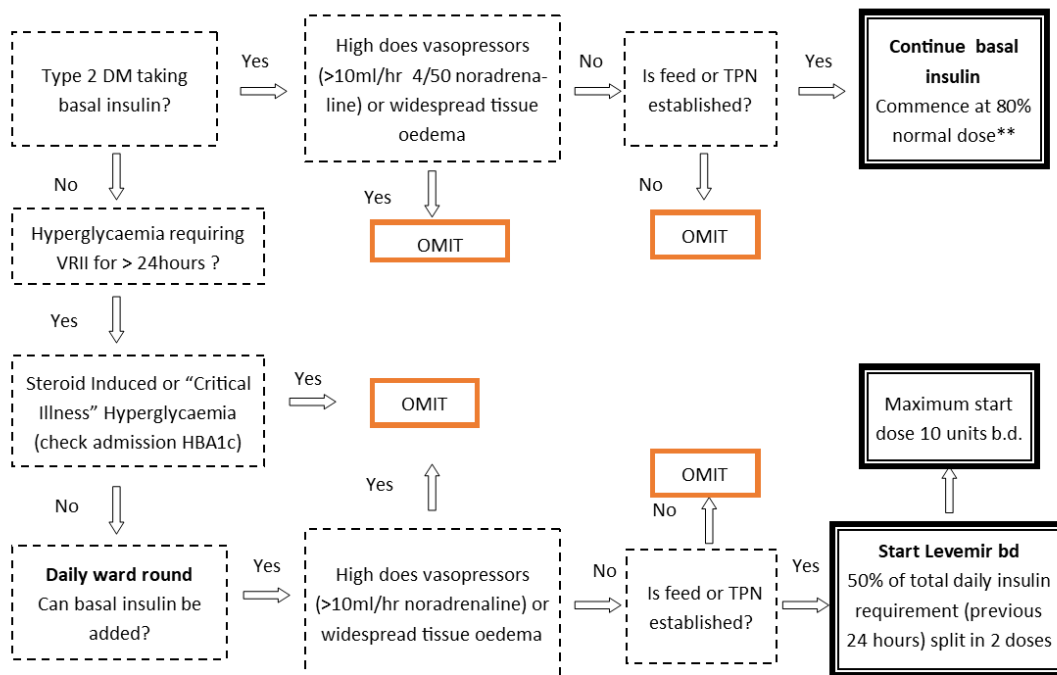 Type 2 DM taking
basal insulin?
Yes
High does vasopressors
(>10ml/hr 4/50 noradrena-
line) or widespread tissue
oedema
No
Is feed or TPN
established?
Yes
Continue basal
insulin
Commence at 80%
normal dose**
No
Yes
OMIT
No
OMIT
Hyperglycaemia requiring
VRII for > 24hours ?
Yes
Steroid Induced or “Critical
Illness” Hyperglycaemia
(check admission HBA1c)
Yes
OMIT
Maximum start
dose 10 units b.d.
OMIT
No
Yes
No
Daily ward round
Can basal insulin be
added?
Yes
High does vasopressors
(>10ml/hr noradrenaline) or
widespread tissue oedema
No
Is feed or TPN
established?
Yes
Start Levemir bd
50% of total daily insulin
requirement (previous
24 hours) split in 2 doses